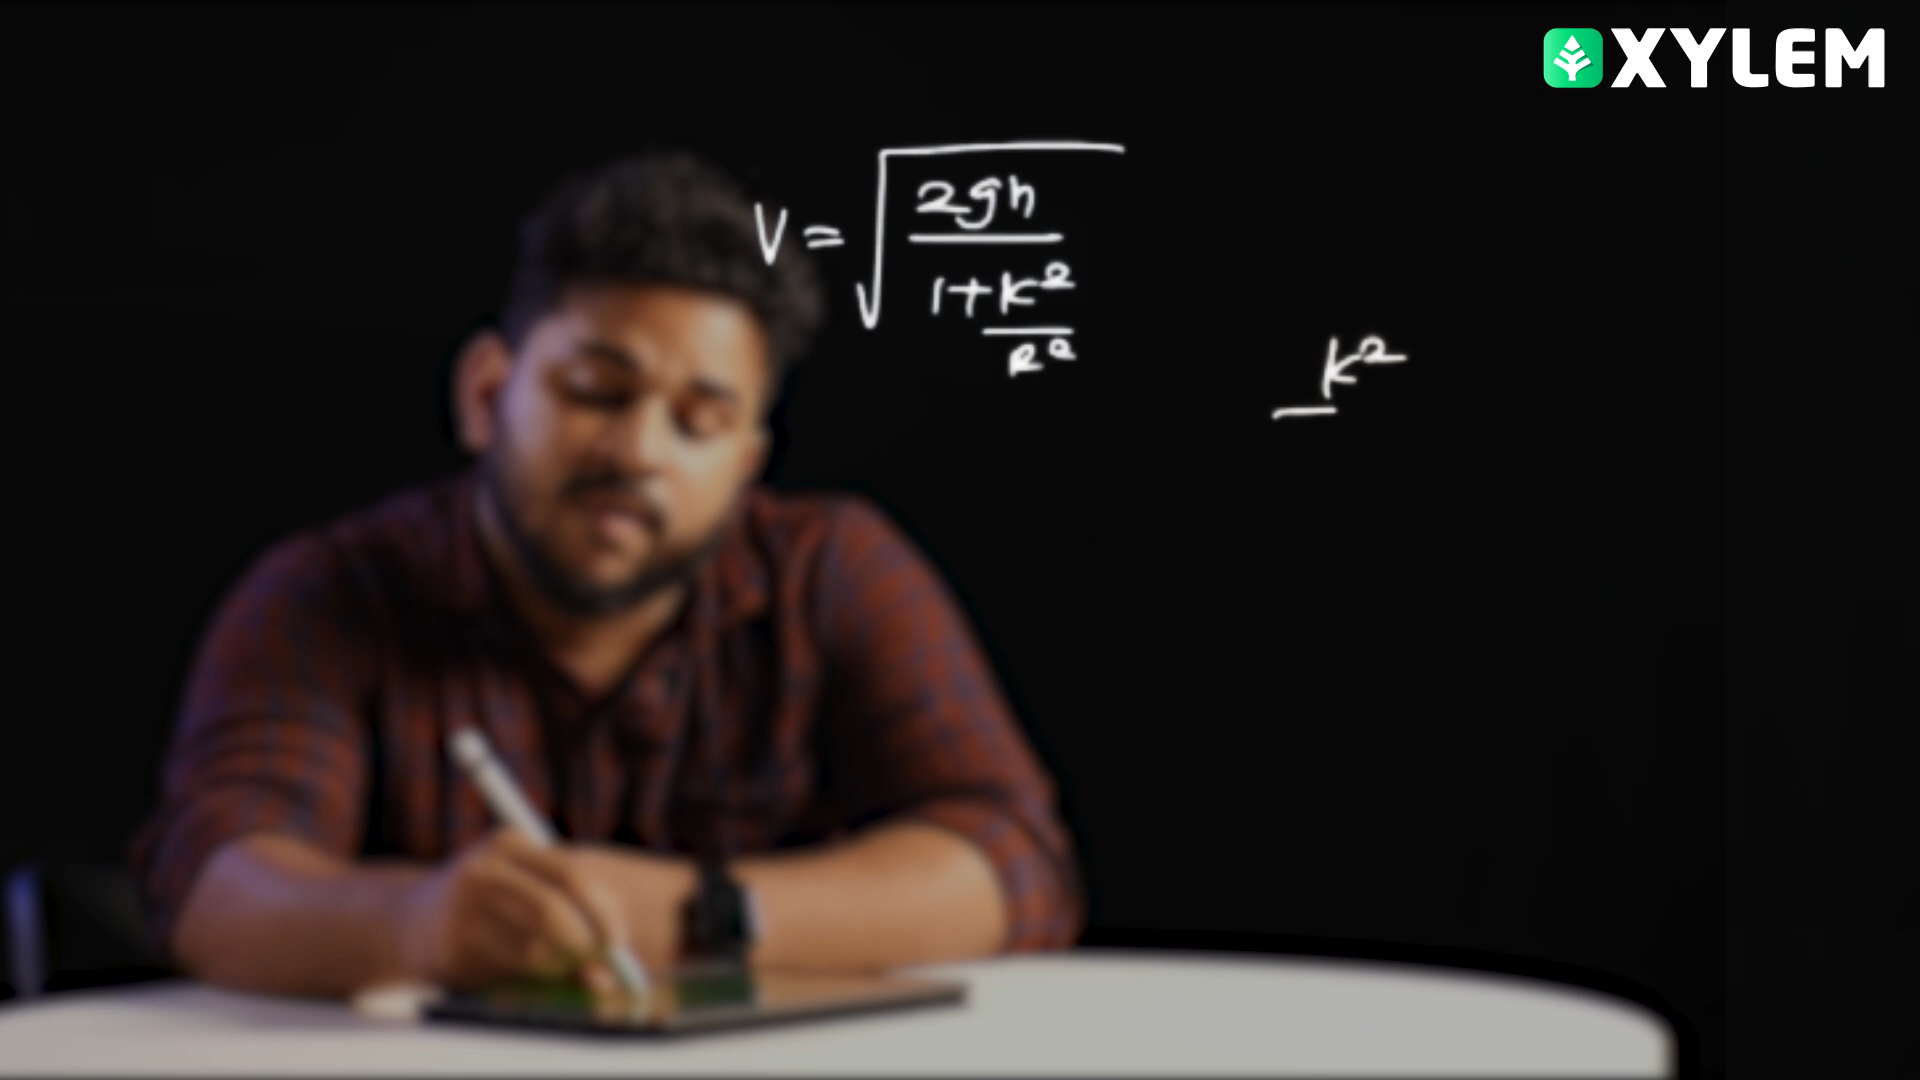 XYLEM
V = √
2gh
1+k²
R²
k²